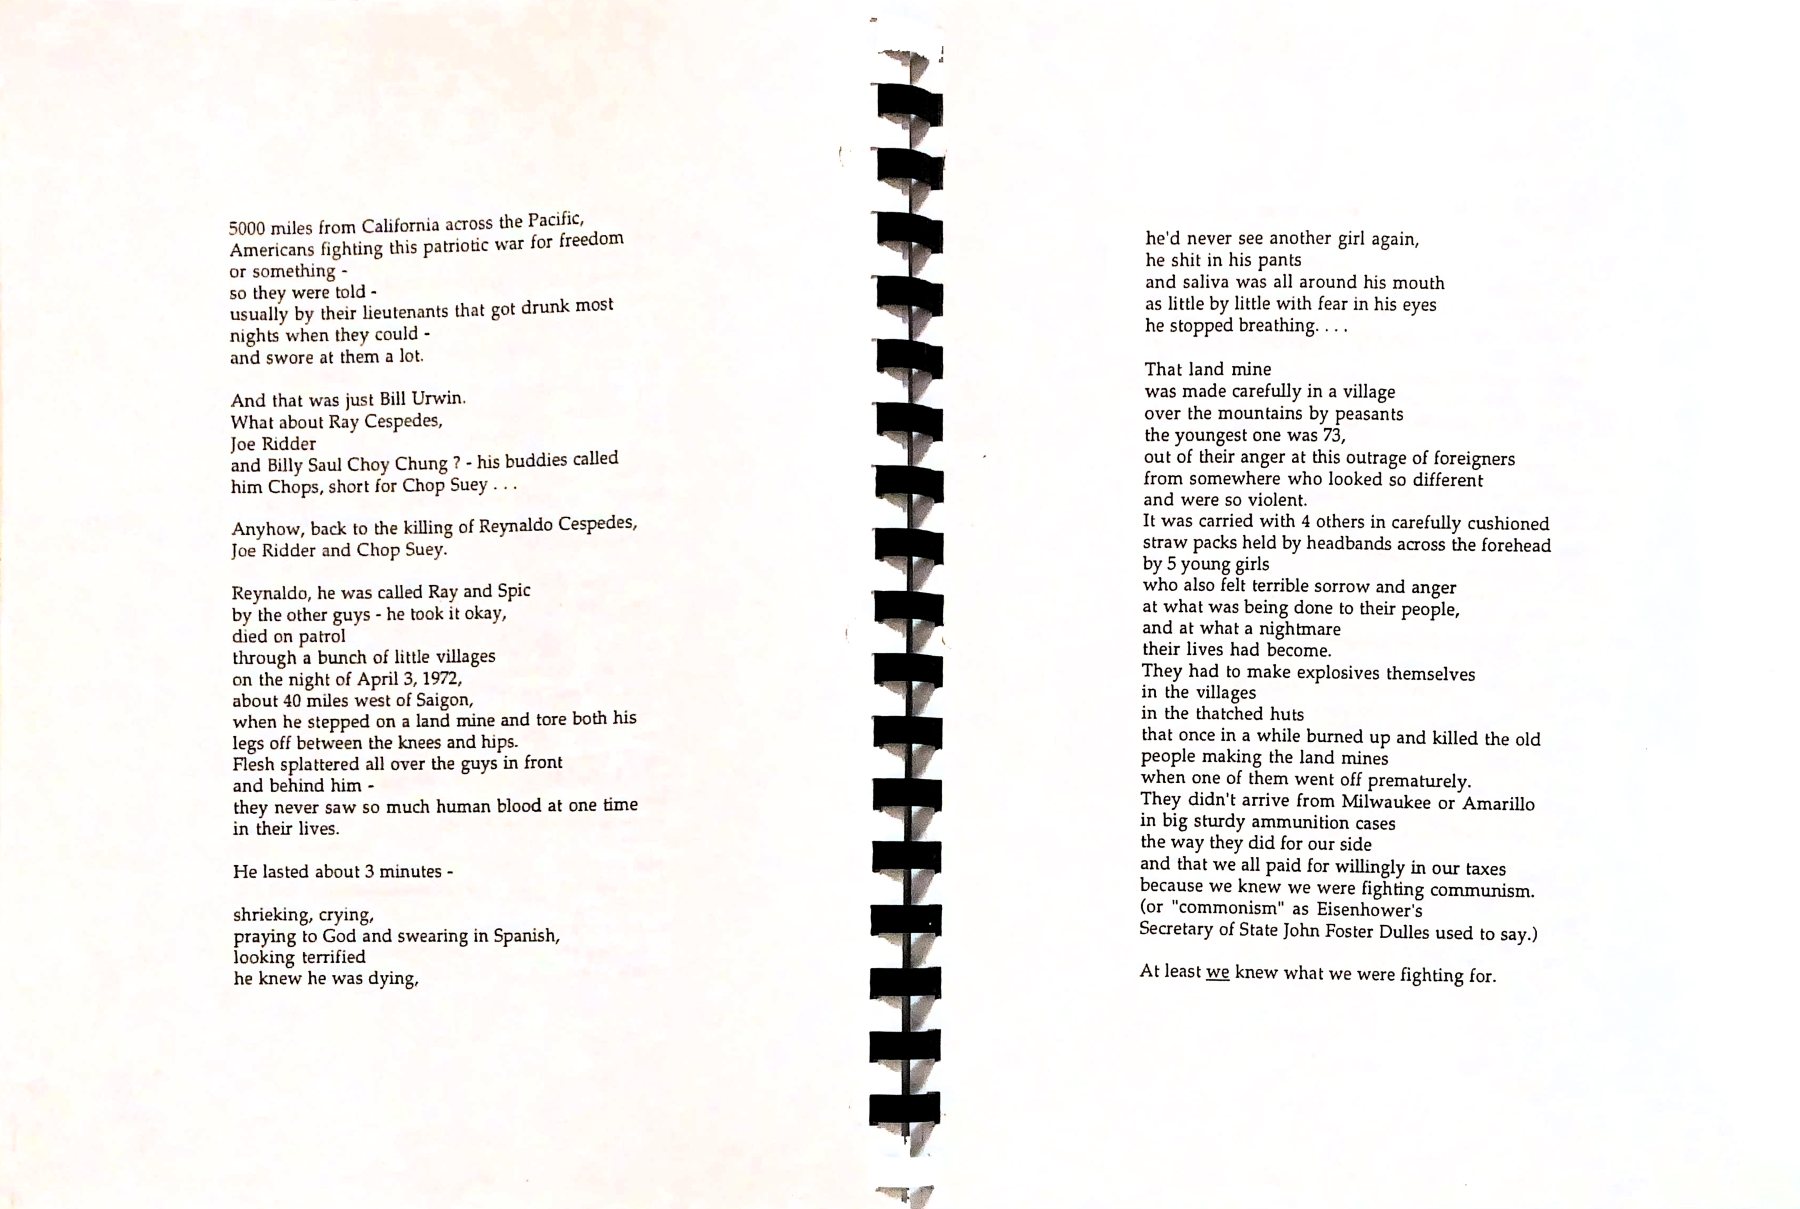 5000 miles from California across the Pacific,
Americans fighting this patriotic war for freedom
or something -
so they were told -
usually by their lieutenants that got drunk most
nights when they could -
and swore at them a lot.
And that was just Bill Urwin.
What about Ray Cespedes,
Joe Ridder
and Billy Saul Choy Chung ? - his buddies called
him Chops, short for Chop Suey . . .
Anyhow, back to the killing of Reynaldo Cespedes,
Joe Ridder and Chop Suey.
Reynaldo, he was called Ray and Spic
by the other guys - he took it okay,
died on patrol
through a bunch of little villages
on the night of April 3, 1972,
about 40 miles west of Saigon,
when he stepped on a land mine and tore both his
legs off between the knees and hips.
Flesh splattered all over the guys in front
and behind him -
they never saw so much human blood at one time
in their lives.
He lasted about 3 minutes -
shrieking, crying,
praying to God and swearing in Spanish,
looking terrified
he knew he was dying,
he'd never see another girl again,
he shit in his pants
and saliva was all around his mouth
as little by little with fear in his eyes
he stopped breathing. . . .
That land mine
was made carefully in a village
over the mountains by peasants
the youngest one was 73,
out of their anger at this outrage of foreigners
from somewhere who looked so different
and were so violent.
It was carried with 4 others in carefully cushioned
straw packs held by headbands across the forehead
by 5 young girls
who also felt terrible sorrow and anger
at what was being done to their people,
and at what a nightmare
their lives had become.
They had to make explosives themselves
in the villages
in the thatched huts
that once in a while burned up and killed the old
people making the land mines
when one of them went off prematurely.
They didn't arrive from Milwaukee or Amarillo
in big sturdy ammunition cases
the way they did for our side
and that we all paid for willingly in our taxes
because we knew we were fighting communism.
(or "commonism" as Eisenhower's
Secretary of State John Foster Dulles used to say.)
At least we knew what we were fighting for.